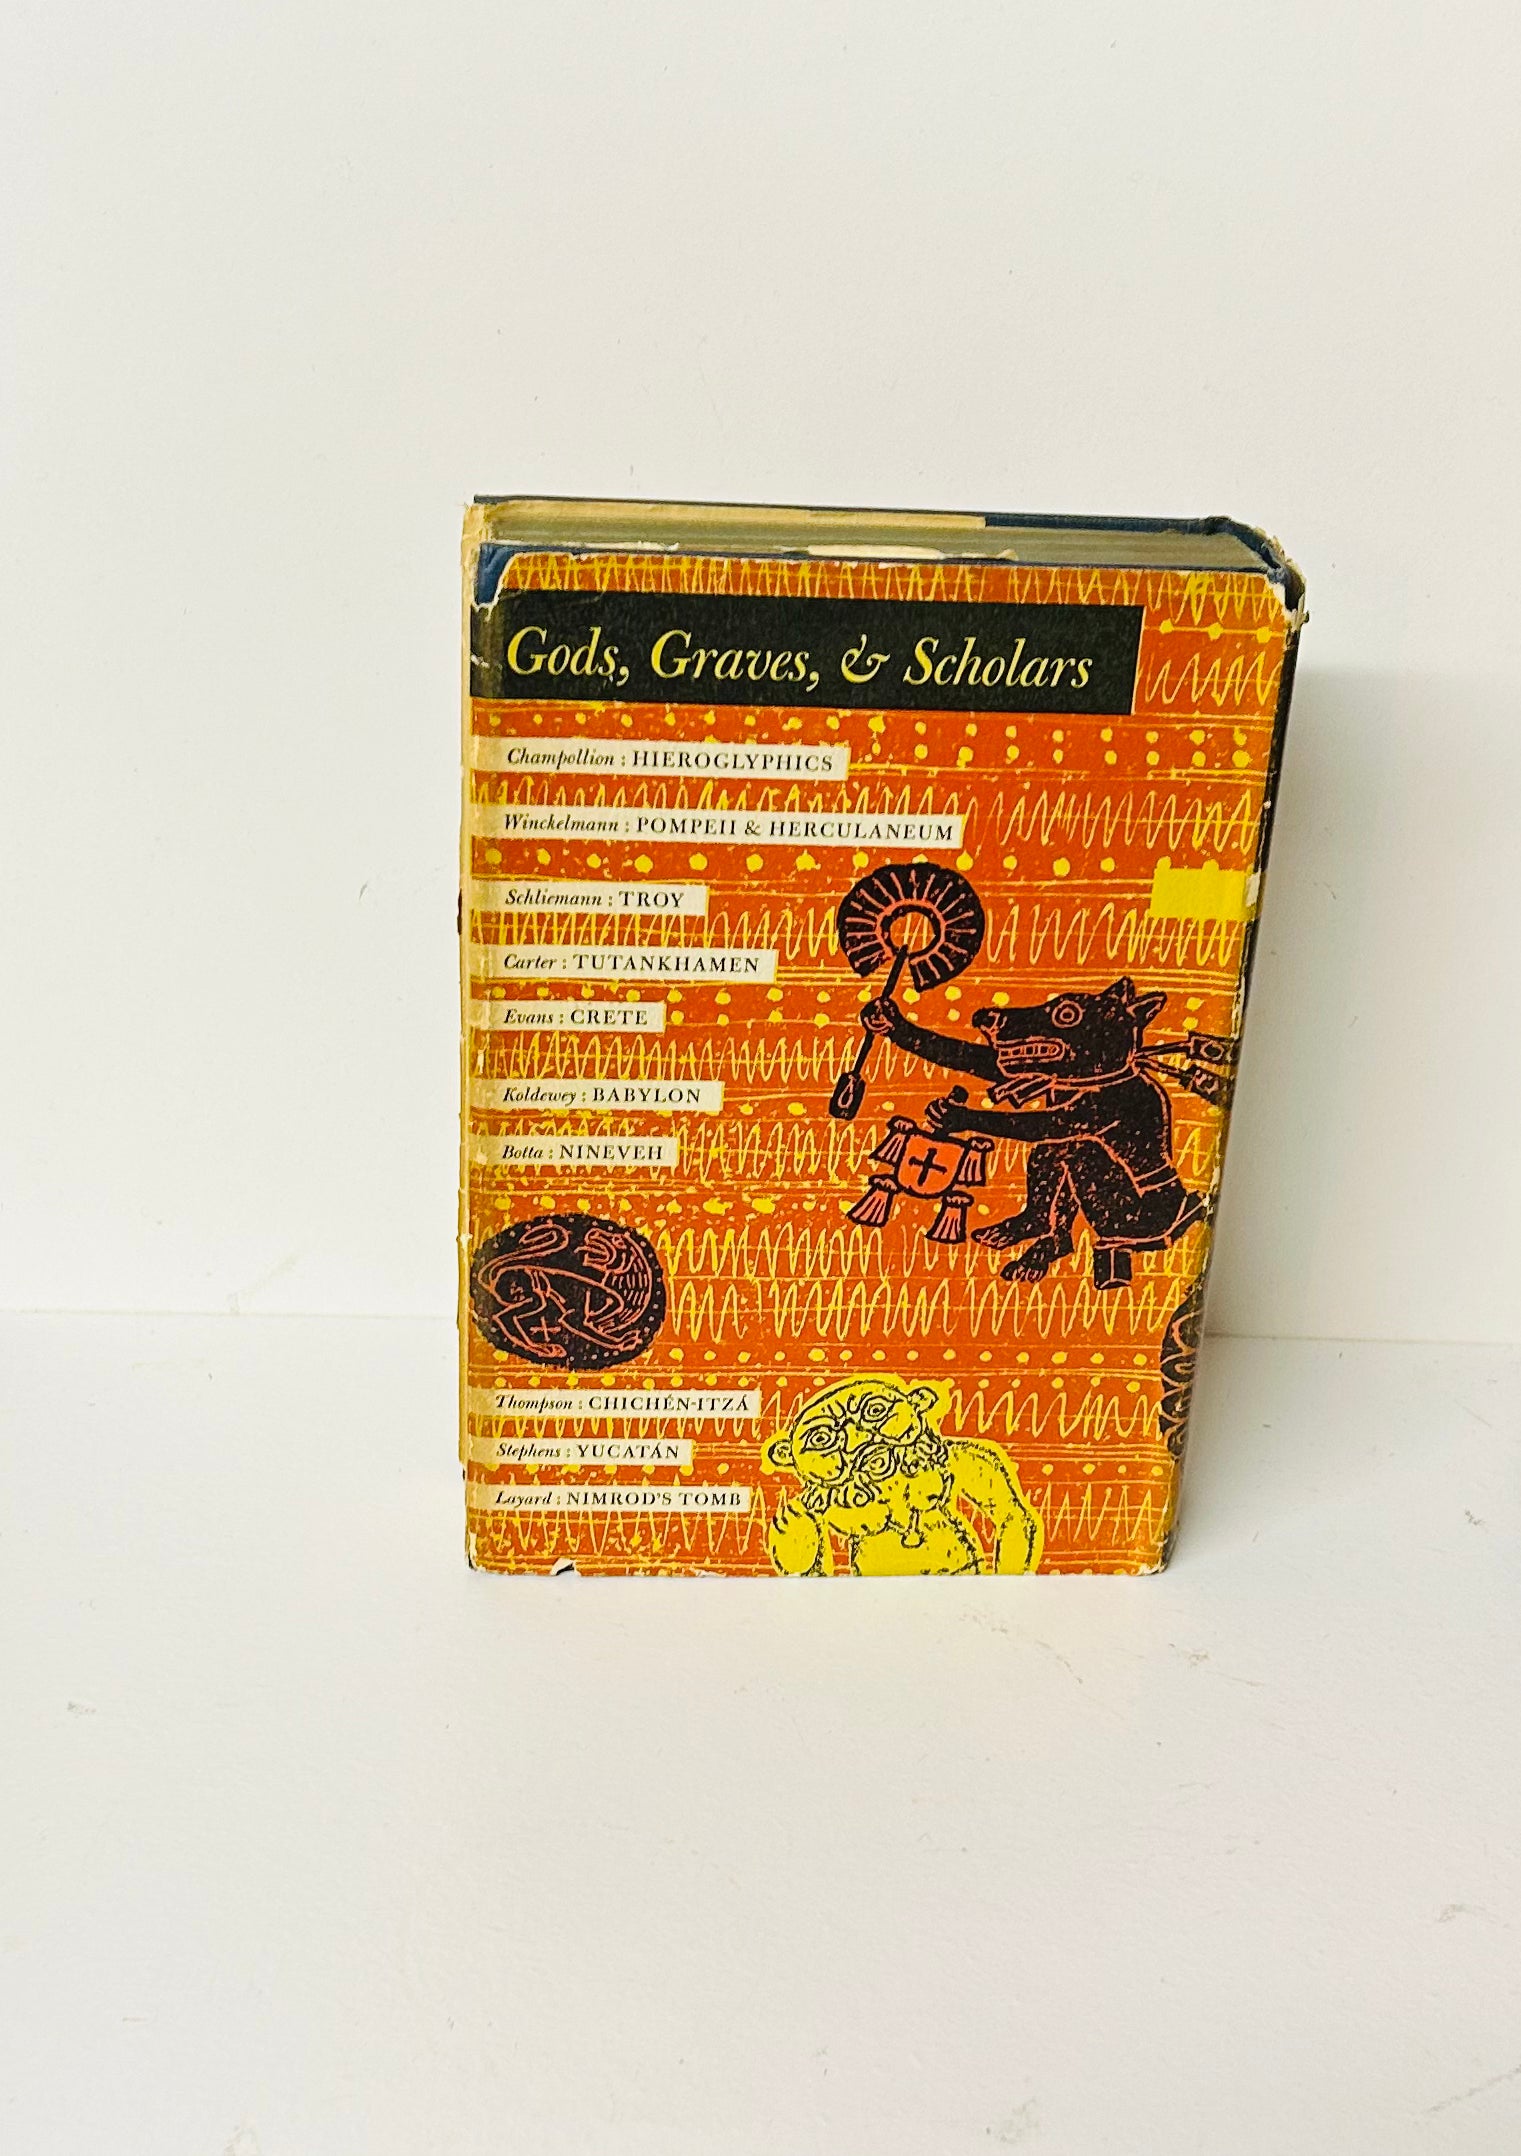 Gods, Graves, & Scholars
Champollion : HIEROGLYPHICS
Winckelmann : POMPEII & HERCULANEUM
Schliemann : TROY
Carter : TUTANKHAMEN
Evans : CRETE
Koldewey : BABYLON
Botta : NINEVEH
Thompson : CHICHÉN-ITZÁ
Stephens : YUCATÁN
Layard : NIMROD'S TOMB